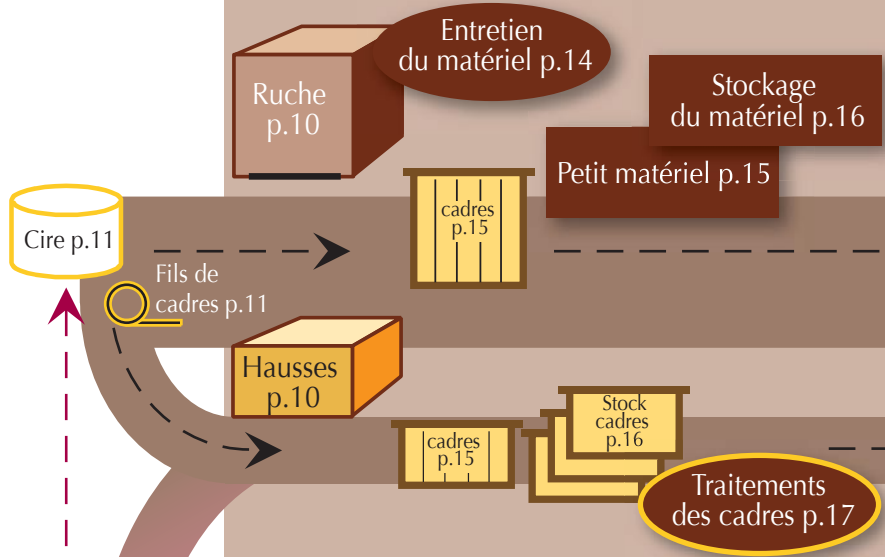 Entretien
du matériel p.14
Ruche
p.10
Stockage
du matériel p.16
Petit matériel p.15
cadres
p.15
Cire p.11
Fils de
cadres p.11
Hausses
p.10
cadres
p.15
Stock
cadres
p.16
Traitements
des cadres p.17